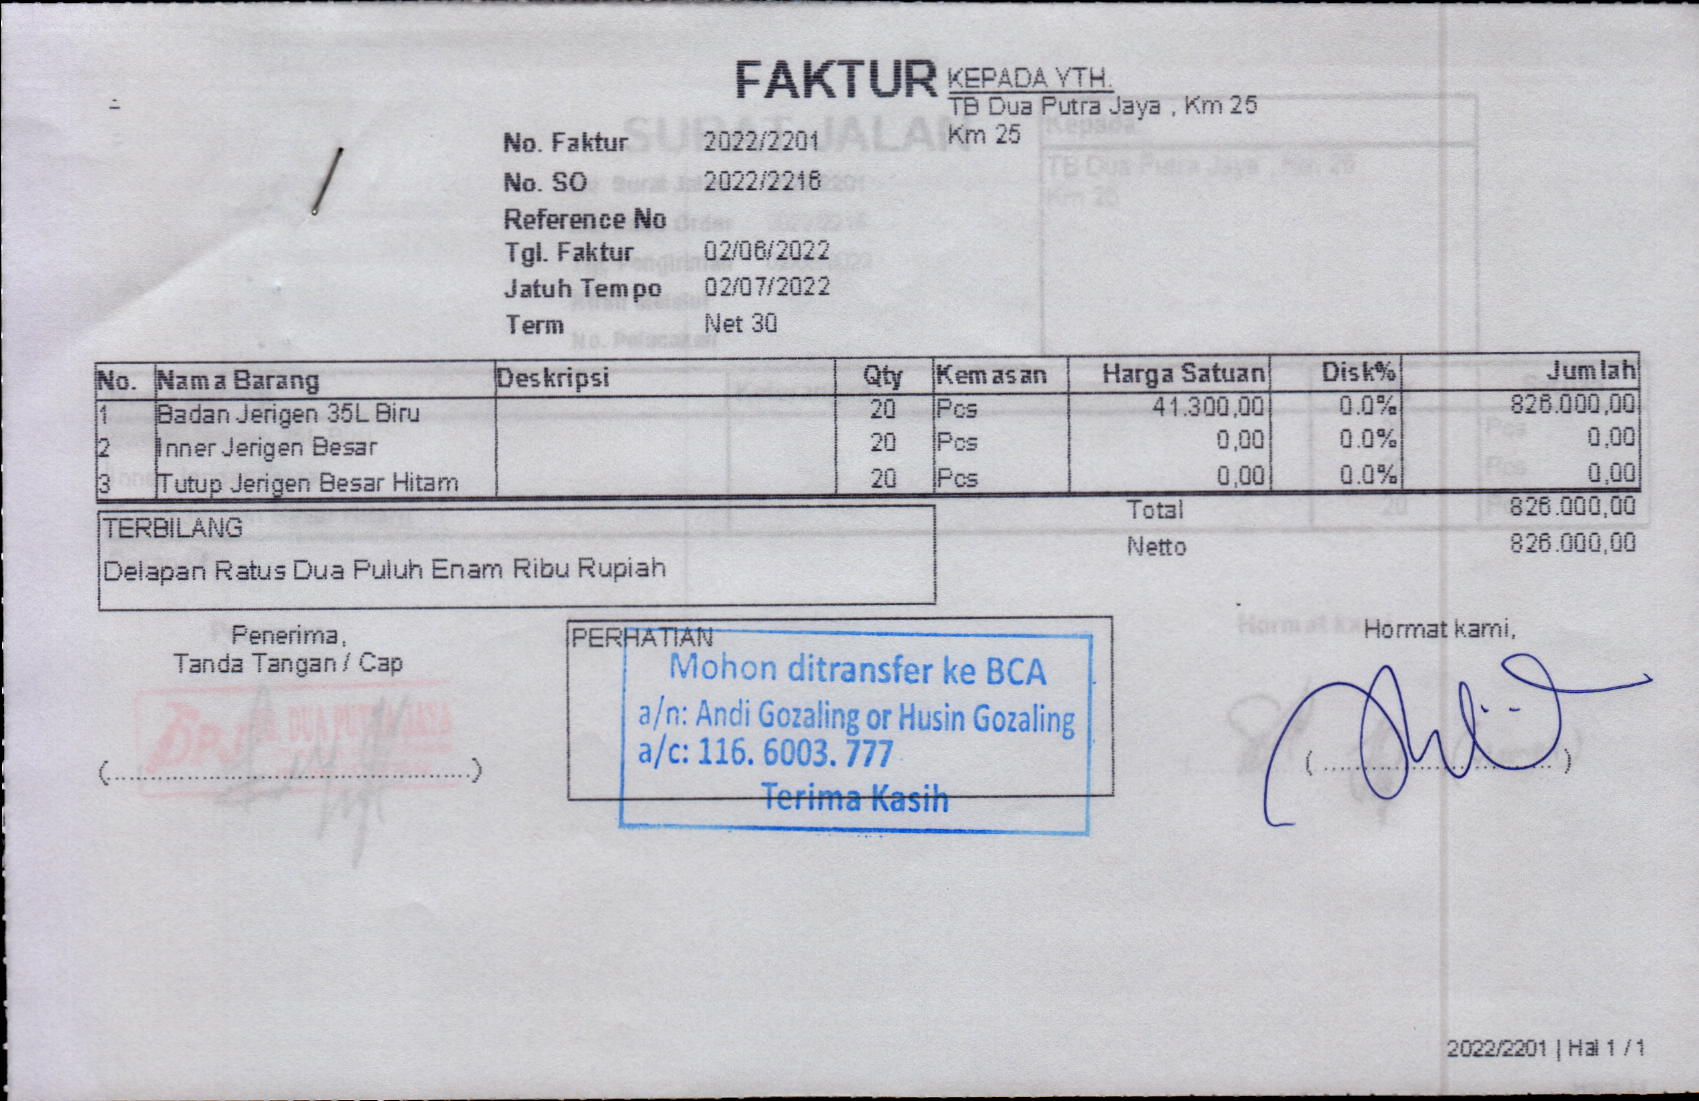 FAKTUR
KEPADA YTH.
TB Dua Putra Jaya , Km 25
Km 25
No. Faktur 2022/2201
No. SO 2022/2216
Reference No
Tgl. Faktur 02/06/2022
Jatuh Tempo 02/07/2022
Term Net 30
No. Nama Barang Deskripsi Qty Kemasan Harga Satuan Disk% Jumlah
1 Badan Jerigen 35L Biru 20 Pcs 41.300,00 0.0% 826.000,00
2 Inner Jerigen Besar 20 Pcs 0,00 0.0% 0,00
3 Tutup Jerigen Besar Hitam 20 Pcs 0,00 0.0% 0,00
Total 826.000,00
Netto 826.000,00
TERBILANG
Delapan Ratus Dua Puluh Enam Ribu Rupiah
Penerima,
Tanda Tangan / Cap
(..................................................)
PERHATIAN
Mohon ditransfer ke BCA
a/n: Andi Gozaling or Husin Gozaling
a/c: 116. 6003. 777
Terima Kasih
Hormat kami,
(................................)
2022/2201 | Hal 1 / 1